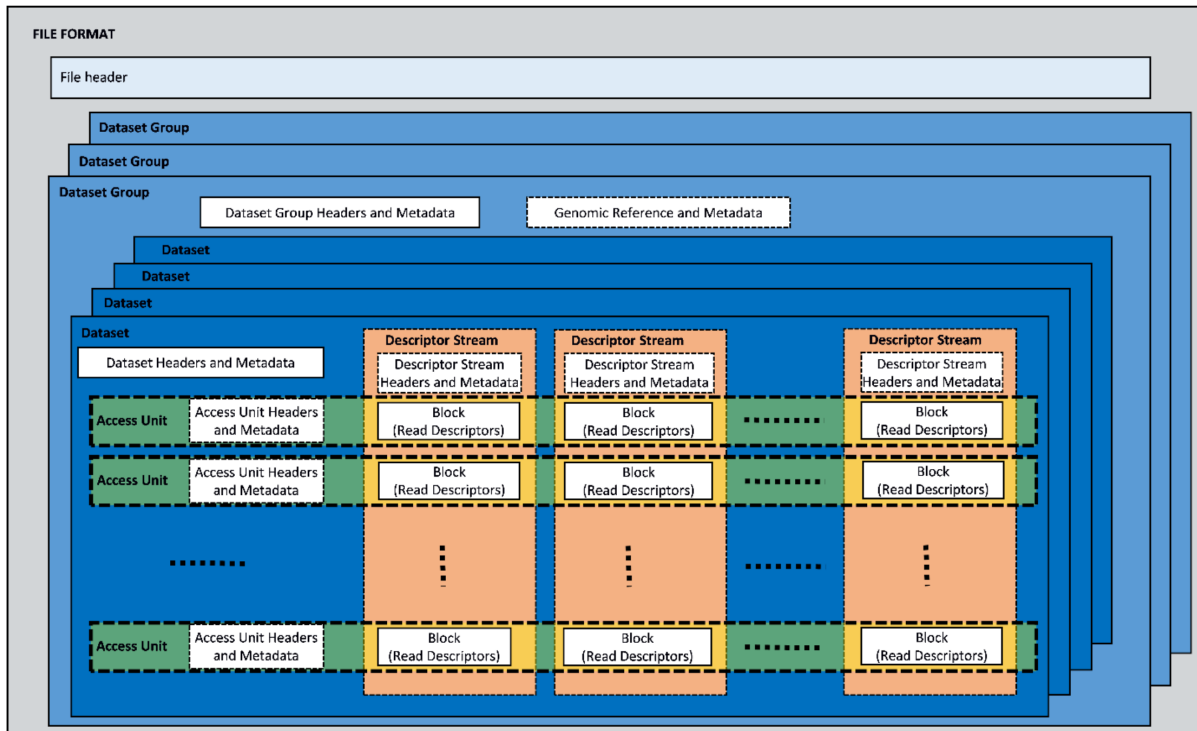 FILE FORMAT
File header
Dataset Group
Dataset Group
Dataset Group
Dataset Group Headers and Metadata
Genomic Reference and Metadata
Dataset
Dataset
Dataset
Dataset
Dataset Headers and Metadata
Descriptor Stream
Descriptor Stream
Descriptor Stream
Descriptor Stream
Headers and Metadata
Descriptor Stream
Headers and Metadata
Descriptor Stream
Headers and Metadata
Access Unit
Access Unit Headers
and Metadata
Block
(Read Descriptors)
Block
(Read Descriptors)
Block
(Read Descriptors)
Access Unit
Access Unit Headers
and Metadata
Block
(Read Descriptors)
Block
(Read Descriptors)
Block
(Read Descriptors)
Access Unit
Access Unit Headers
and Metadata
Block
(Read Descriptors)
Block
(Read Descriptors)
Block
(Read Descriptors)